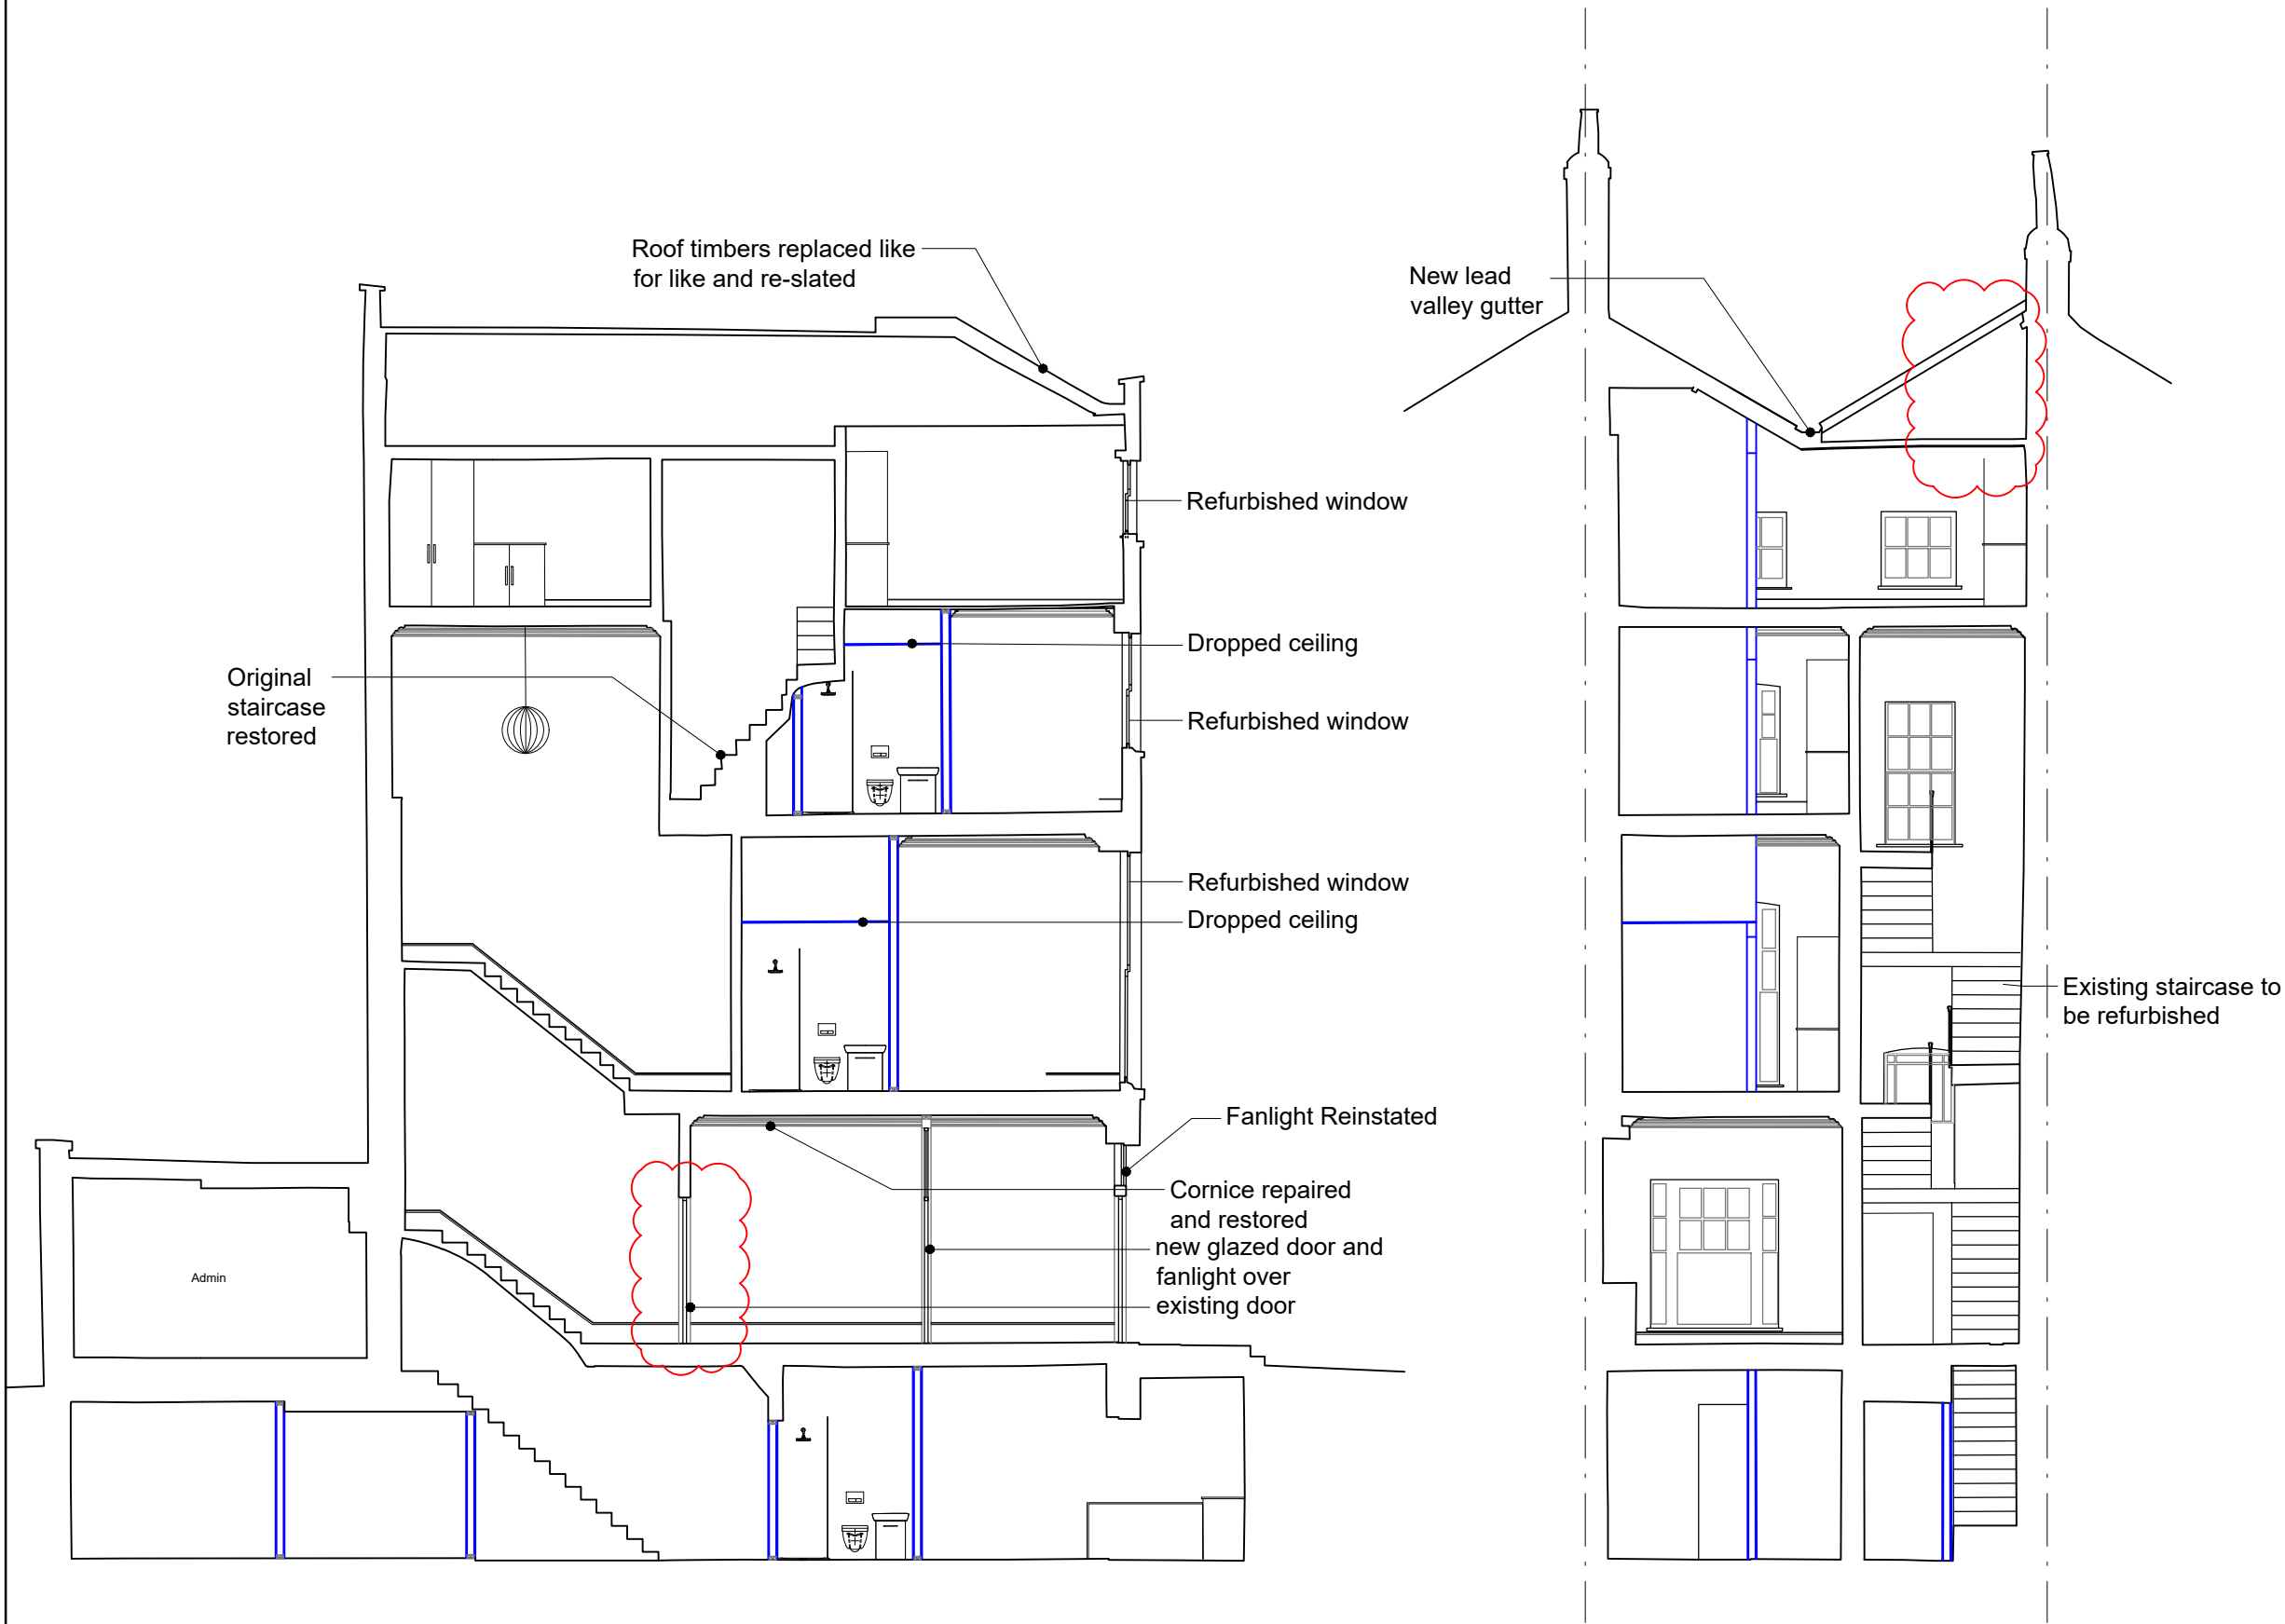 Roof timbers replaced like
for like and re-slated
New lead
valley gutter
Refurbished window
Dropped ceiling
Original
staircase
restored
Refurbished window
Refurbished window
Dropped ceiling
Existing staircase to
be refurbished
Fanlight Reinstated
Cornice repaired
and restored
new glazed door and
fanlight over
existing door
Admin